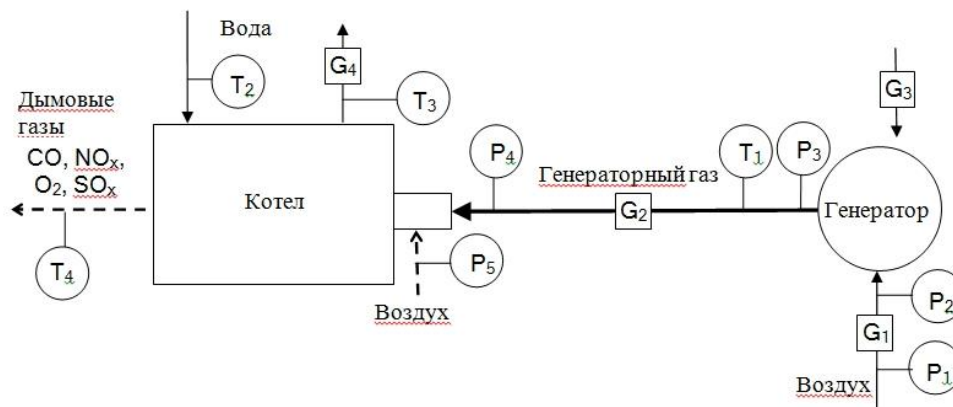 Вода
G4
T2
T3
G3
Дымовые
газы
CO, NOx,
O2, SOx
P4
T1
P3
Генераторный газ
Котел
G2
Генератор
T4
P5
Воздух
P2
G1
P1
Воздух